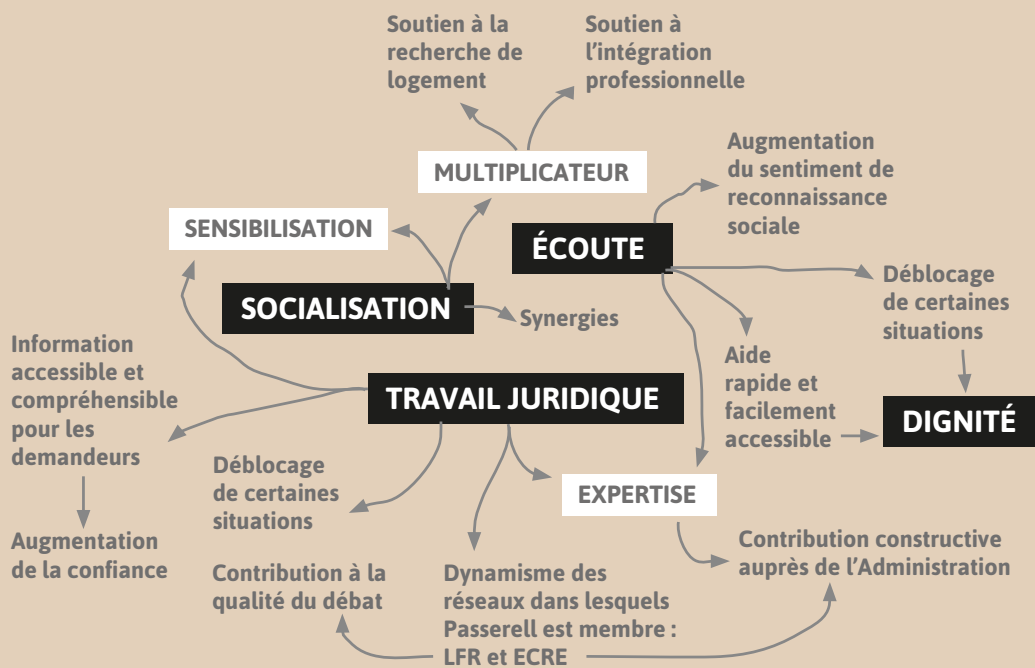 Soutien à la
recherche de
logement
Soutien à
l'intégration
professionnelle
MULTIPLICATEUR
Augmentation
du sentiment de
reconnaissance
sociale
SENSIBILISATION
ÉCOUTE
SOCIALISATION
Synergies
Déblocage
de certaines
situations
Information
accessible et
compréhensible
pour les
demandeurs
Aide
rapide et
facilement
accessible
TRAVAIL JURIDIQUE
DIGNITÉ
Déblocage
de certaines
situations
EXPERTISE
Augmentation
de la confiance
Contribution à la
qualité du débat
Dynamisme des
réseaux dans lesquels
Passerell est membre :
LFR et ECRE
Contribution constructive
auprès de l'Administration